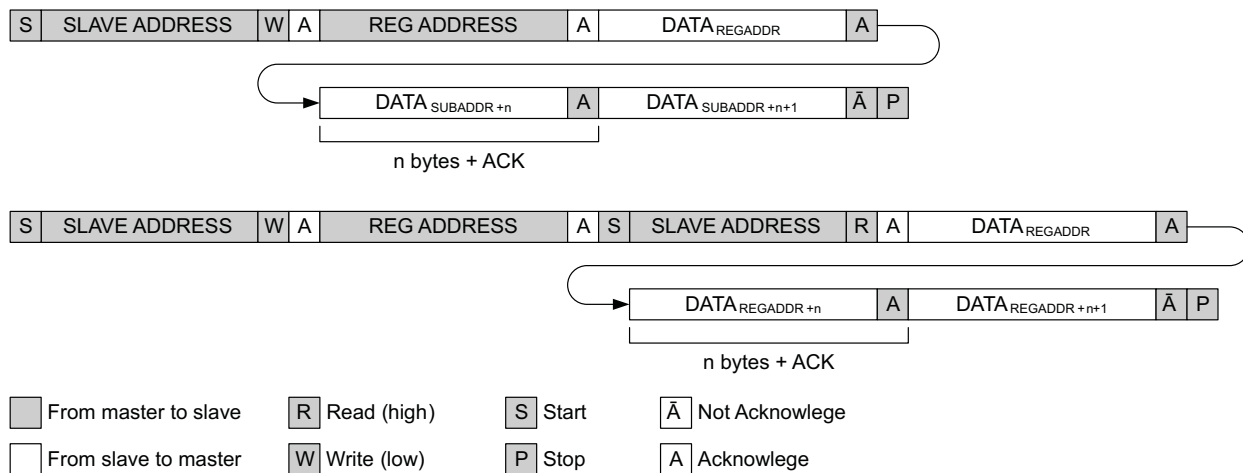 S SLAVE ADDRESS W A REG ADDRESS A DATA REGADDR A
DATA SUBADDR +n A DATA SUBADDR +n+1 Ā P
n bytes + ACK
S SLAVE ADDRESS W A REG ADDRESS A S SLAVE ADDRESS R A DATA REGADDR A
DATA REGADDR +n A DATA REGADDR +n+1 Ā P
n bytes + ACK
From master to slave R Read (high) S Start Ā Not Acknowlege
From slave to master W Write (low) P Stop A Acknowlege